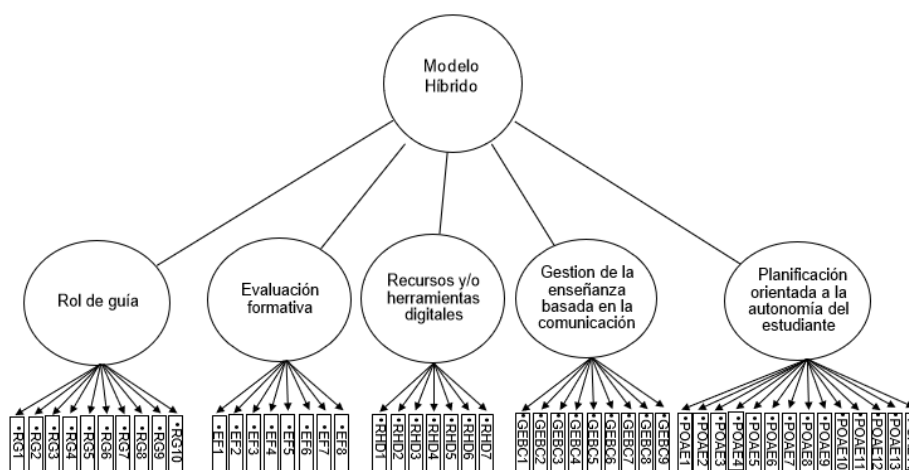 Modelo
Híbrido
Rol de guía
Evaluación
formativa
Recursos y/o
herramientas
digitales
Gestion de la
enseñanza
basada en la
comunicación
Planificación
orientada a la
autonomía del
estudiante
•RG1
•RG2
•RG3
•RG4
•RG5
•RG6
•RG7
•RG8
•RG9
•RG10
•EF1
•EF2
•EF3
•EF4
•EF5
•EF6
•EF7
•EF8
•RHD1
•RHD2
•RHD3
•RHD4
•RHD5
•RHD6
•RHD7
•GEBC1
•GEBC2
•GEBC3
•GEBC4
•GEBC5
•GEBC6
•GEBC7
•GEBC8
•GEBC9
•POAE1
•POAE2
•POAE3
•POAE4
•POAE5
•POAE6
•POAE7
•POAE8
•POAE9
•POAE11
•POAE13